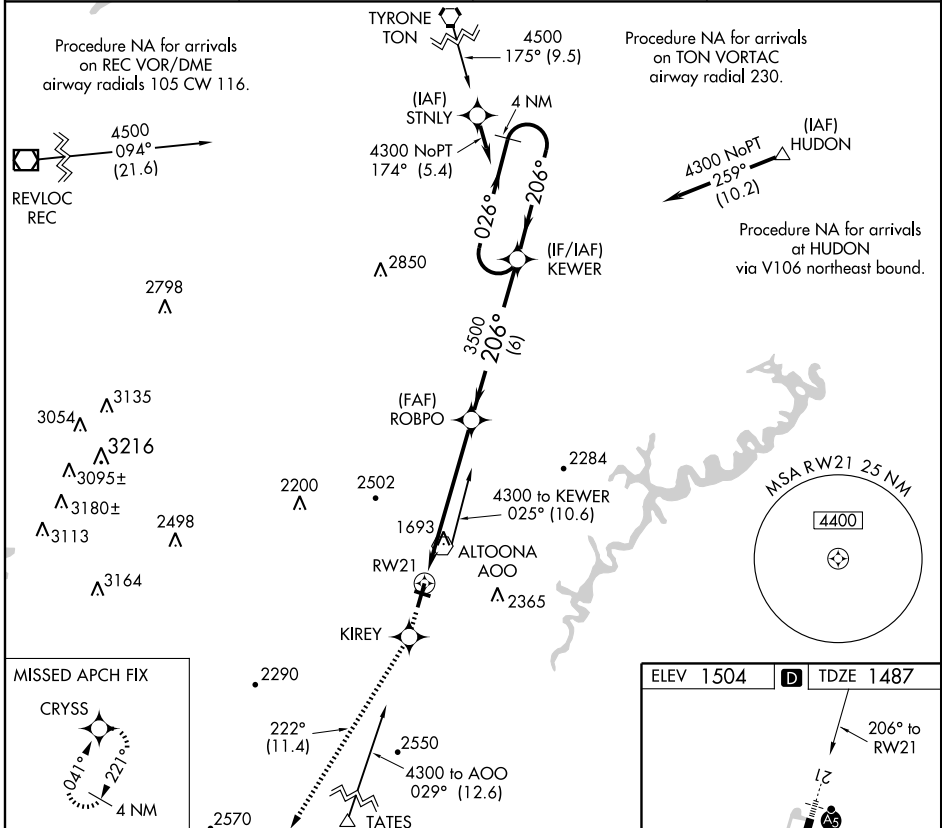 TYRONE
TON
4500
175° (9.5)
Procedure NA for arrivals
on REC VOR/DME
airway radials 105 CW 116.
Procedure NA for arrivals
on TON VORTAC
airway radial 230.
(IAF)
STNLY
4 NM
4300 NoPT
174° (5.4)
(IAF)
HUDON
4300 NoPT
259°
(10.2)
4500
094°
(21.6)
REVLOC
REC
026°
206°
(IF/IAF)
KEWER
Procedure NA for arrivals
at HUDON
via V106 northeast bound.
2850
2798
3500
206°
(6)
3135
3054
3216
3095±
3180±
3113
2498
3164
(FAF)
ROBPO
2284
2200
2502
4300 to KEWER
025° (10.6)
1693
ALTOONA
AOO
RW21
2365
KIREY
MSA RW21 25 NM
4400
MISSED APCH FIX
CRYSS
041°
221°
4 NM
2290
222°
(11.4)
2550
4300 to AOO
029° (12.6)
2570
TATES
ELEV 1504 D TDZE 1487
206° to
RW21
21
A5